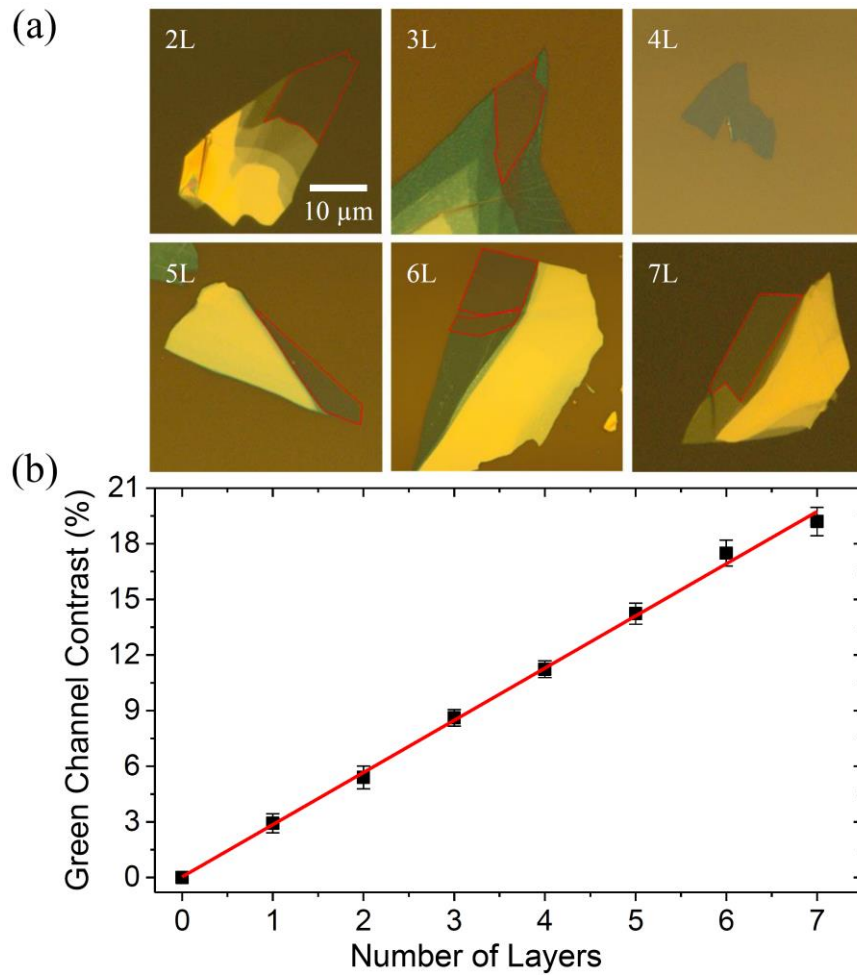 (a)
2L
3L
4L
10 µm
5L
6L
7L
(b)
21
18
15
12
9
6
3
0
Green Channel Contrast (%)
0 1 2 3 4 5 6 7
Number of Layers